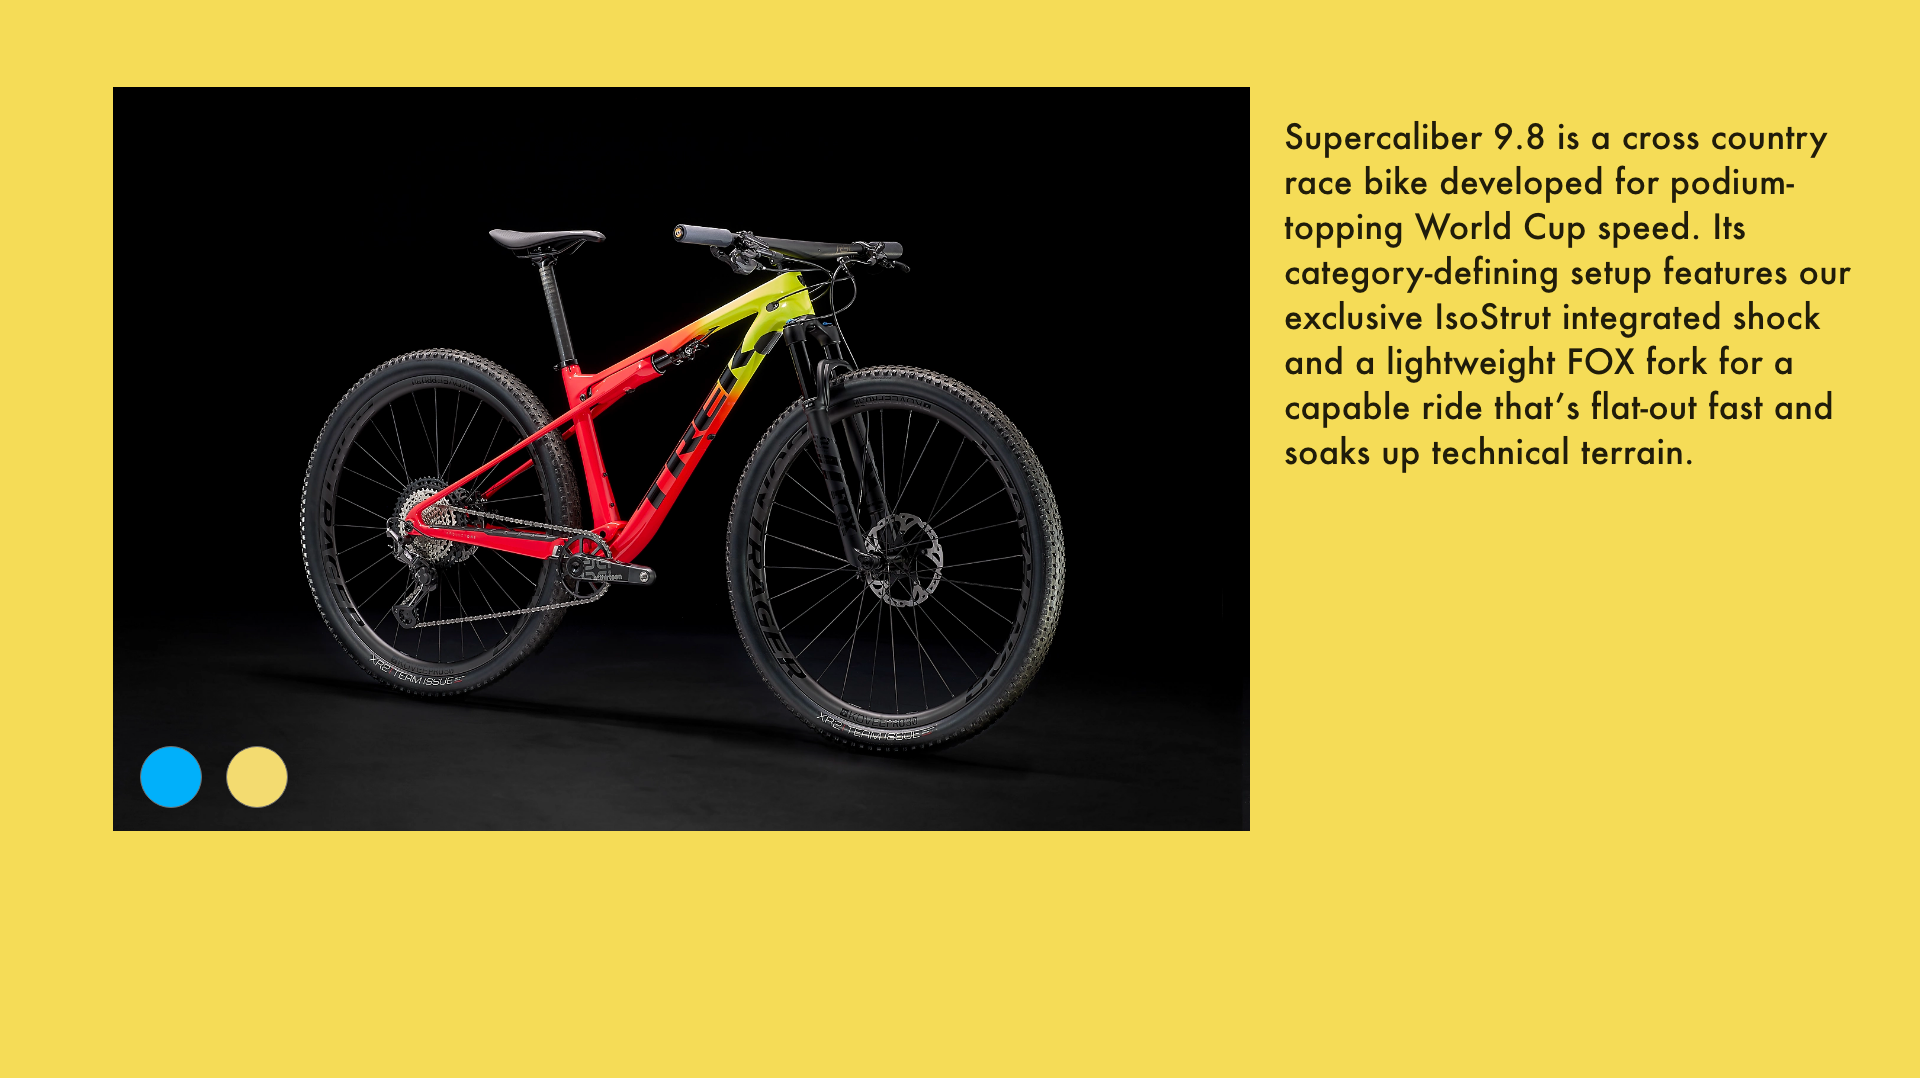 Supercaliber 9.8 is a cross country
race bike developed for podium-
topping World Cup speed. Its
category-defining setup features our
exclusive IsoStrut integrated shock
and a lightweight FOX fork for a
capable ride that’s flat-out fast and
soaks up technical terrain.
TREK
FOX
BONTRAGER
XR2 TEAM ISSUE
XR2 TEAM ISSUE